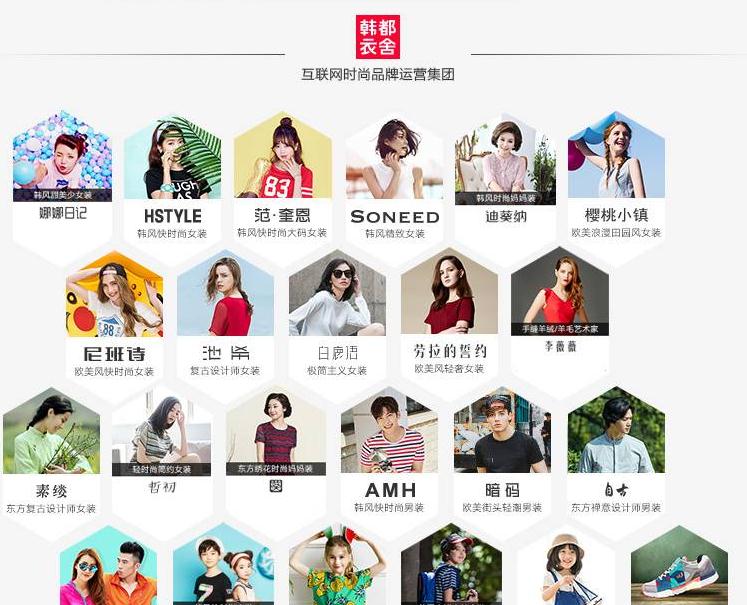 韩都
衣舍
互联网时尚品牌运营集团
韩风甜美少女装
娜娜日记
HSTYLE
韩风快时尚女装
83
范·奎恩
韩风快时尚大码女装
SONEED
韩风精致女装
韩风时尚妈妈装
迪葵纳
樱桃小镇
欧美浪漫田园风女装
88
尼班诗
欧美风快时尚女装
池泽
复古设计师女装
白鹿语
极简主义女装
劳拉的誓约
欧美风轻奢女装
手缝羊绒/羊毛艺术家
李薇薇
素缕
东方复古设计师女装
轻时尚简约女装
哲初
东方绣花时尚妈妈装
AMH
韩风快时尚男装
暗码
欧美街头轻潮男装
自古
东方禅意设计师男装
7